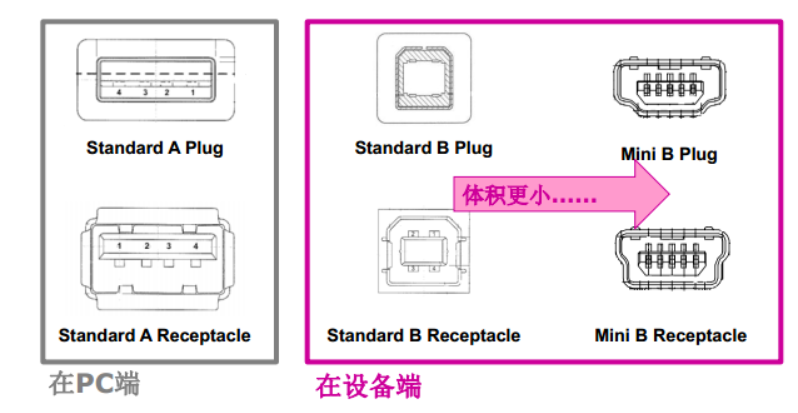 4 3 2 1
Standard A Plug
Standard B Plug
Mini B Plug
体积更小......
1 2 3 4
Standard A Receptacle
Standard B Receptacle
Mini B Receptacle
在PC端
在设备端